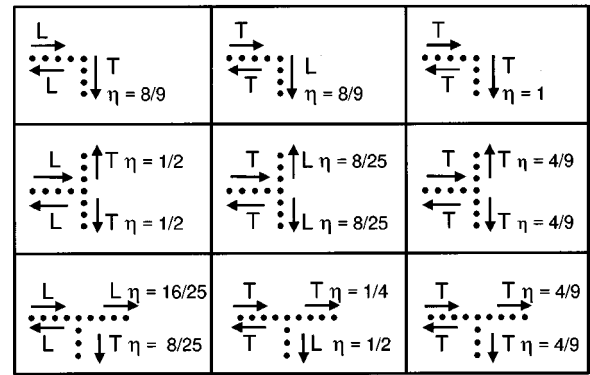 L
T
L
η = 8/9
T
L
T
η = 8/9
T
T
T
η = 1
L
T η = 1/2
L
T η = 1/2
T
L η = 8/25
T
L η = 8/25
T
T η = 4/9
T
T η = 4/9
L
L η = 16/25
L
T η = 8/25
T
T η = 1/4
T
L η = 1/2
T
T η = 4/9
T
T η = 4/9